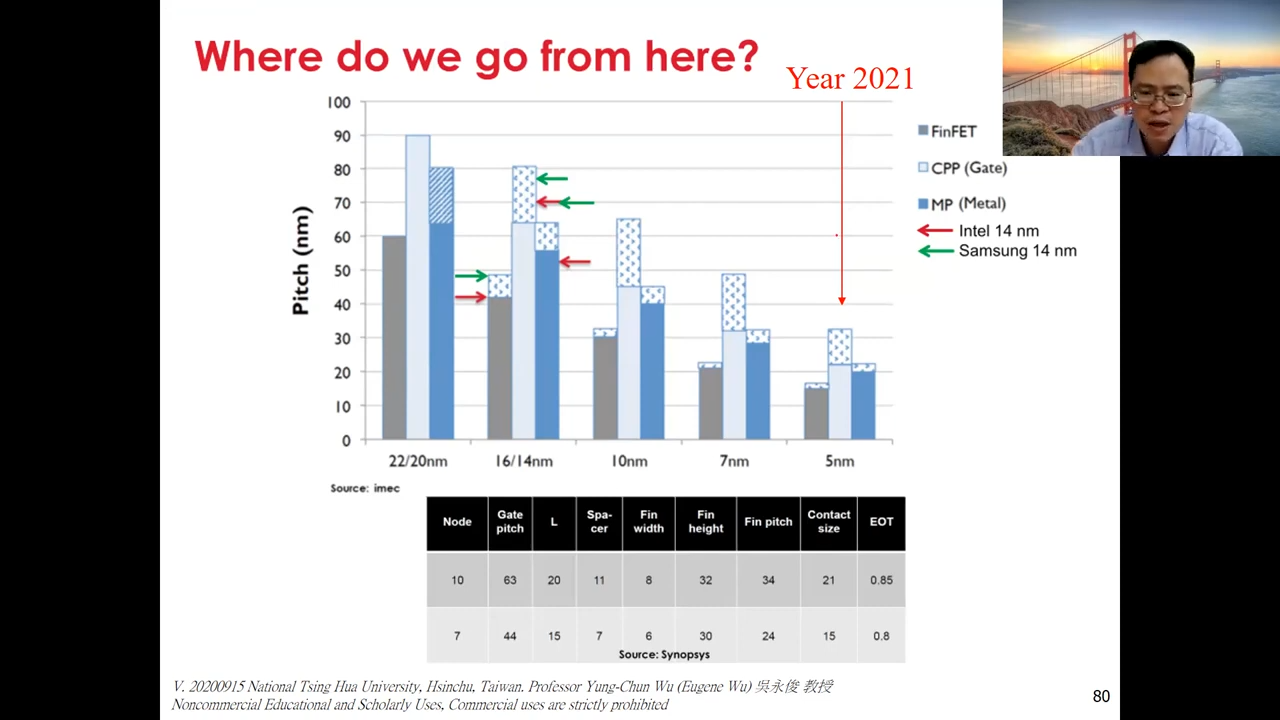 Where do we go from here?
Year 2021
100
90
80
70
60
50
40
30
20
10
0
Pitch (nm)
22/20nm
16/14nm
10nm
7nm
5nm
FinFET
CPP (Gate)
MP (Metal)
Intel 14 nm
Samsung 14 nm
Source: imec
Node Gate pitch L Spa-cer Fin width Fin height Fin pitch Contact size EOT
10 63 20 11 8 32 34 21 0.85
7 44 15 7 6 30 24 15 0.8
Source: Synopsys
V. 20200915 National Tsing Hua University, Hsinchu, Taiwan. Professor Yung-Chun Wu (Eugene Wu) 吳永俊 教授
Noncommercial Educational and Scholarly Uses, Commercial uses are strictly prohibited
80